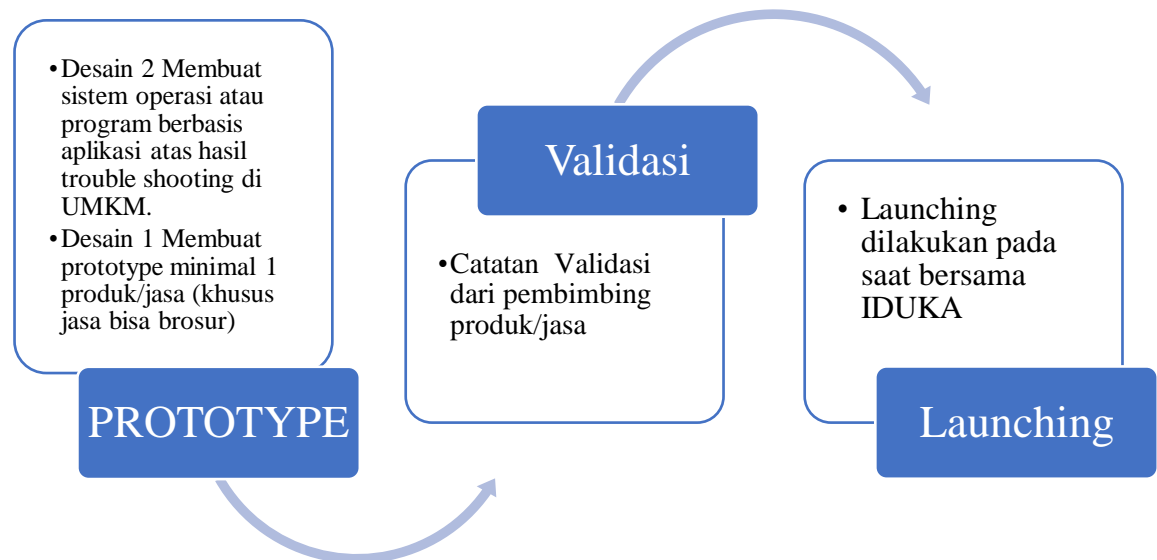 •Desain 2 Membuat
sistem operasi atau
program berbasis
aplikasi atas hasil
trouble shooting di
UMKM.
•Desain 1 Membuat
prototype minimal 1
produk/jasa (khusus
jasa bisa brosur)
PROTOTYPE
Validasi
•Catatan Validasi
dari pembimbing
produk/jasa
• Launching
dilakukan pada
saat bersama
IDUKA
Launching